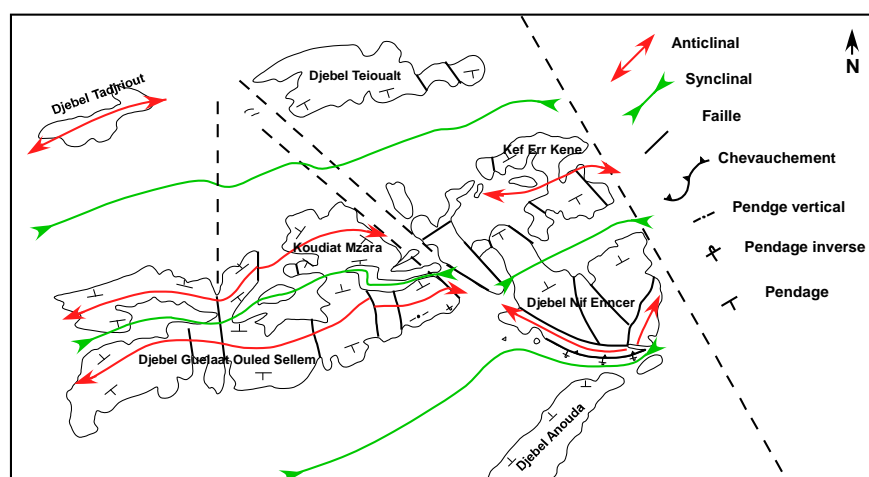 Djebel Tadjriout
Djebel Teioualt
Kef Err Kene
Koudiat Mzara
Djebel Nif Enncer
Djebel Guelaat Ouled Sellem
Djebel Anouda
Anticlinal
Synclinal
Faille
Chevauchement
Pendge vertical
Pendage inverse
Pendage
N